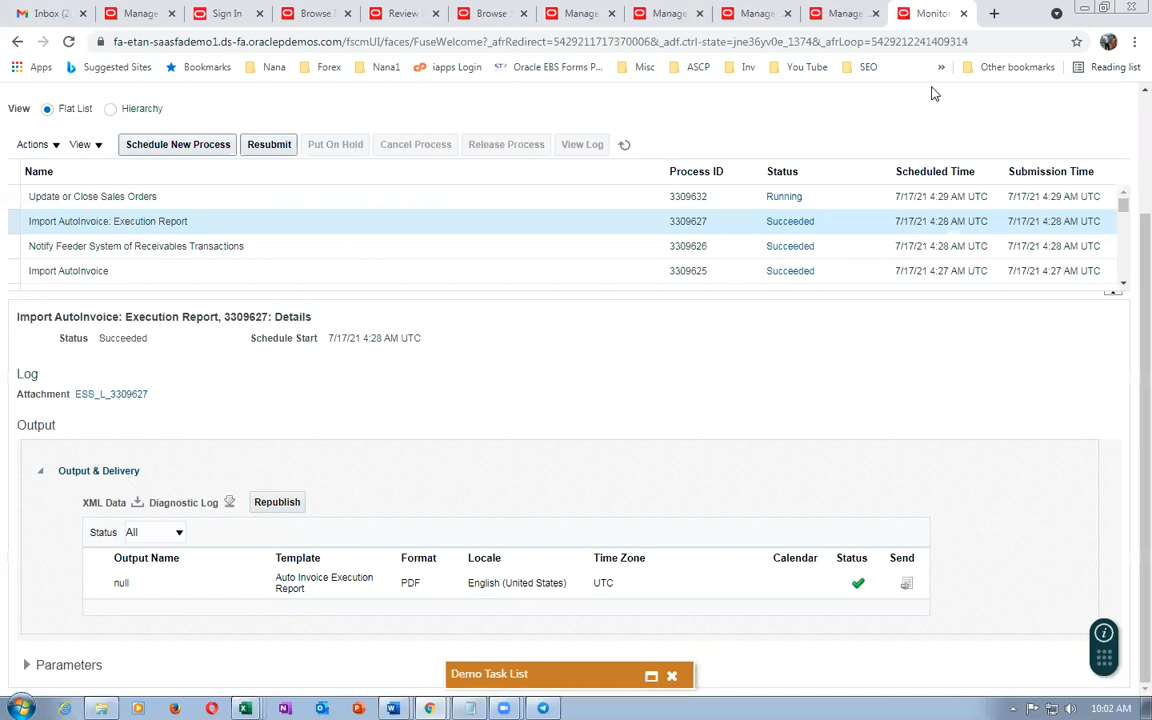 Inbox (2 Manage Sign In Browse Review Browse S Manage Manage Manage Manage Monitor
fa-etan-saasfademo1.ds-fa.oraclepdemos.com/fscmUI/faces/FuseWelcome?_afrRedirect=5429211717370006&_adf.ctrl-state=jne36yv0e_1374&_afrLoop=5429212241409314
Apps Suggested Sites Bookmarks Nana Forex Nana1 iapps Login Oracle EBS Forms P... Misc ASCP Inv You Tube SEO » Other bookmarks Reading list
View Flat List Hierarchy
Actions View Schedule New Process Resubmit Put On Hold Cancel Process Release Process View Log
Name Process ID Status Scheduled Time Submission Time
Update or Close Sales Orders 3309632 Running 7/17/21 4:29 AM UTC 7/17/21 4:29 AM UTC
Import AutoInvoice: Execution Report 3309627 Succeeded 7/17/21 4:28 AM UTC 7/17/21 4:28 AM UTC
Notify Feeder System of Receivables Transactions 3309626 Succeeded 7/17/21 4:28 AM UTC 7/17/21 4:28 AM UTC
Import AutoInvoice 3309625 Succeeded 7/17/21 4:27 AM UTC 7/17/21 4:27 AM UTC
Import AutoInvoice: Execution Report, 3309627: Details
Status Succeeded Schedule Start 7/17/21 4:28 AM UTC
Log
Attachment ESS_L_3309627
Output
Output & Delivery
XML Data Diagnostic Log Republish
Status All
Output Name Template Format Locale Time Zone Calendar Status Send
null Auto Invoice Execution Report PDF English (United States) UTC
Parameters
Demo Task List
10:02 AM